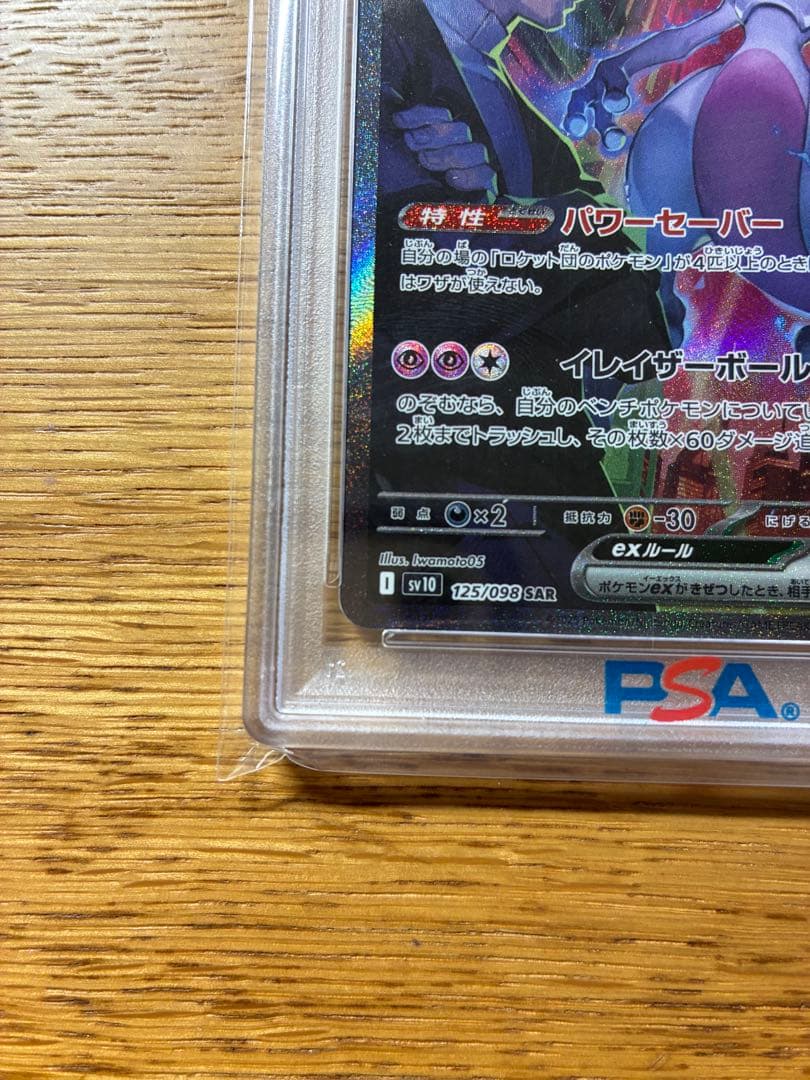 特性 とくせい パワーセーバー
自分の場の「ロケット団のポケモン」が4匹以上のとき
はワザが使えない。
イレイザーボール
のぞむなら、自分のベンチポケモンについてい
2枚までトラッシュし、その枚数×60ダメージ追
弱点 ×2 抵抗力 -30 にげる
exルール
ポケモンexがきぜつしたとき、相手
Illus. Iwamoto05
I sv10 125/098 SAR
PSA®